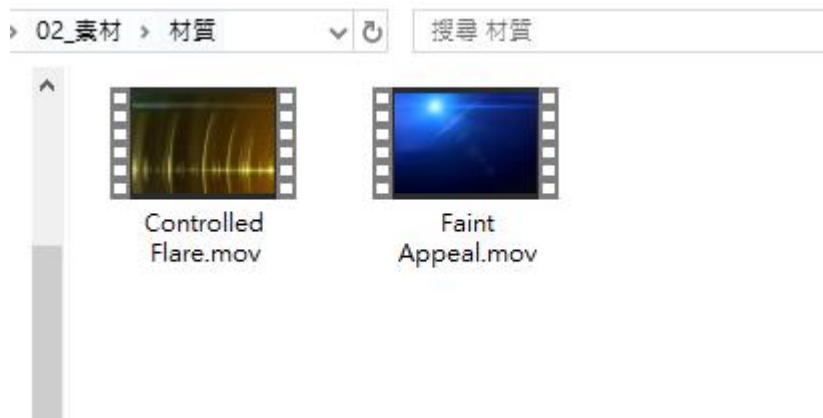 › 02_素材 › 材質
搜尋 材質
Controlled
Flare.mov
Faint
Appeal.mov